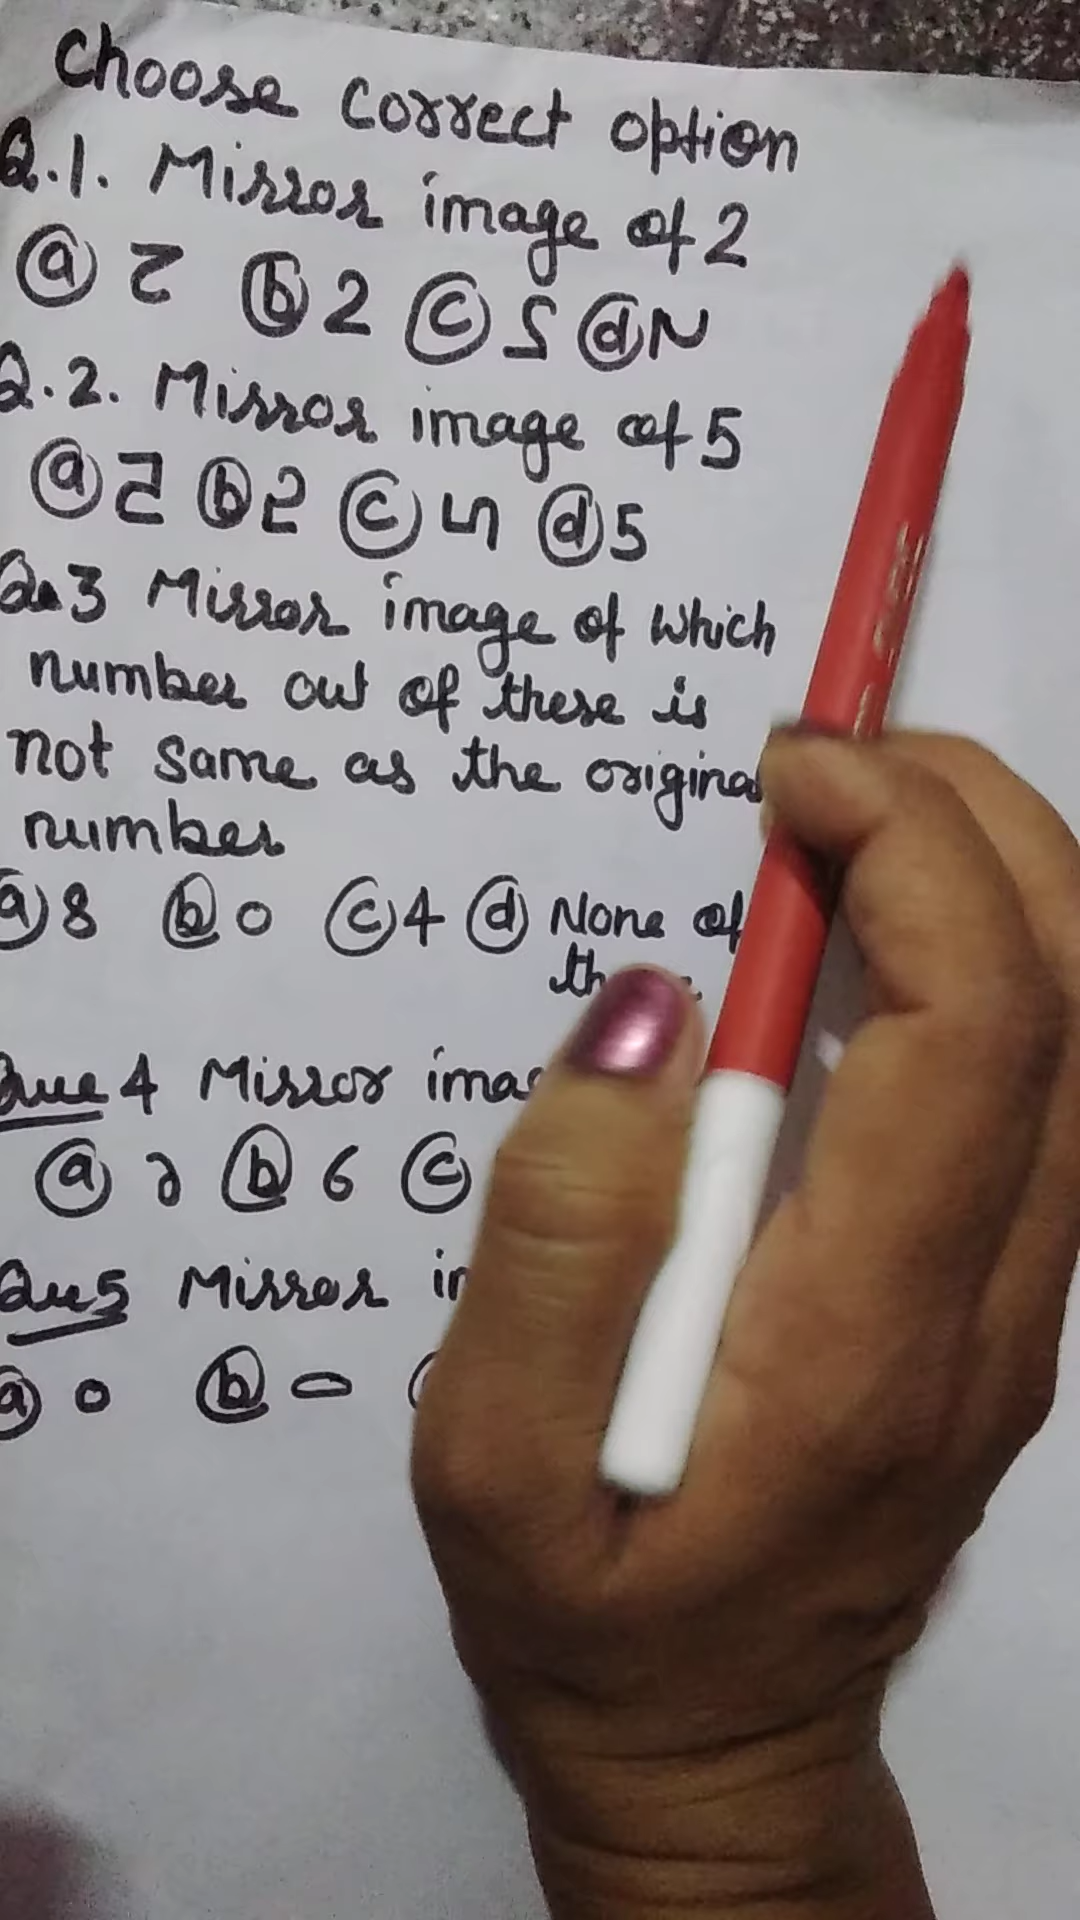 Choose correct option
Q.1. Mirror image of 2
(a) (b) 2 (c) (d) N
Q.2. Mirror image of 5
(a) (b) (c) (d) 5
Q.3 Mirror image of which
number out of these is
not same as the original
number
(a) 8 (b) 0 (c) 4 (d) None of
Que 4 Mirror
(a) (b) 6 (c)
Que 5 Mirror
(a) 0 (b)